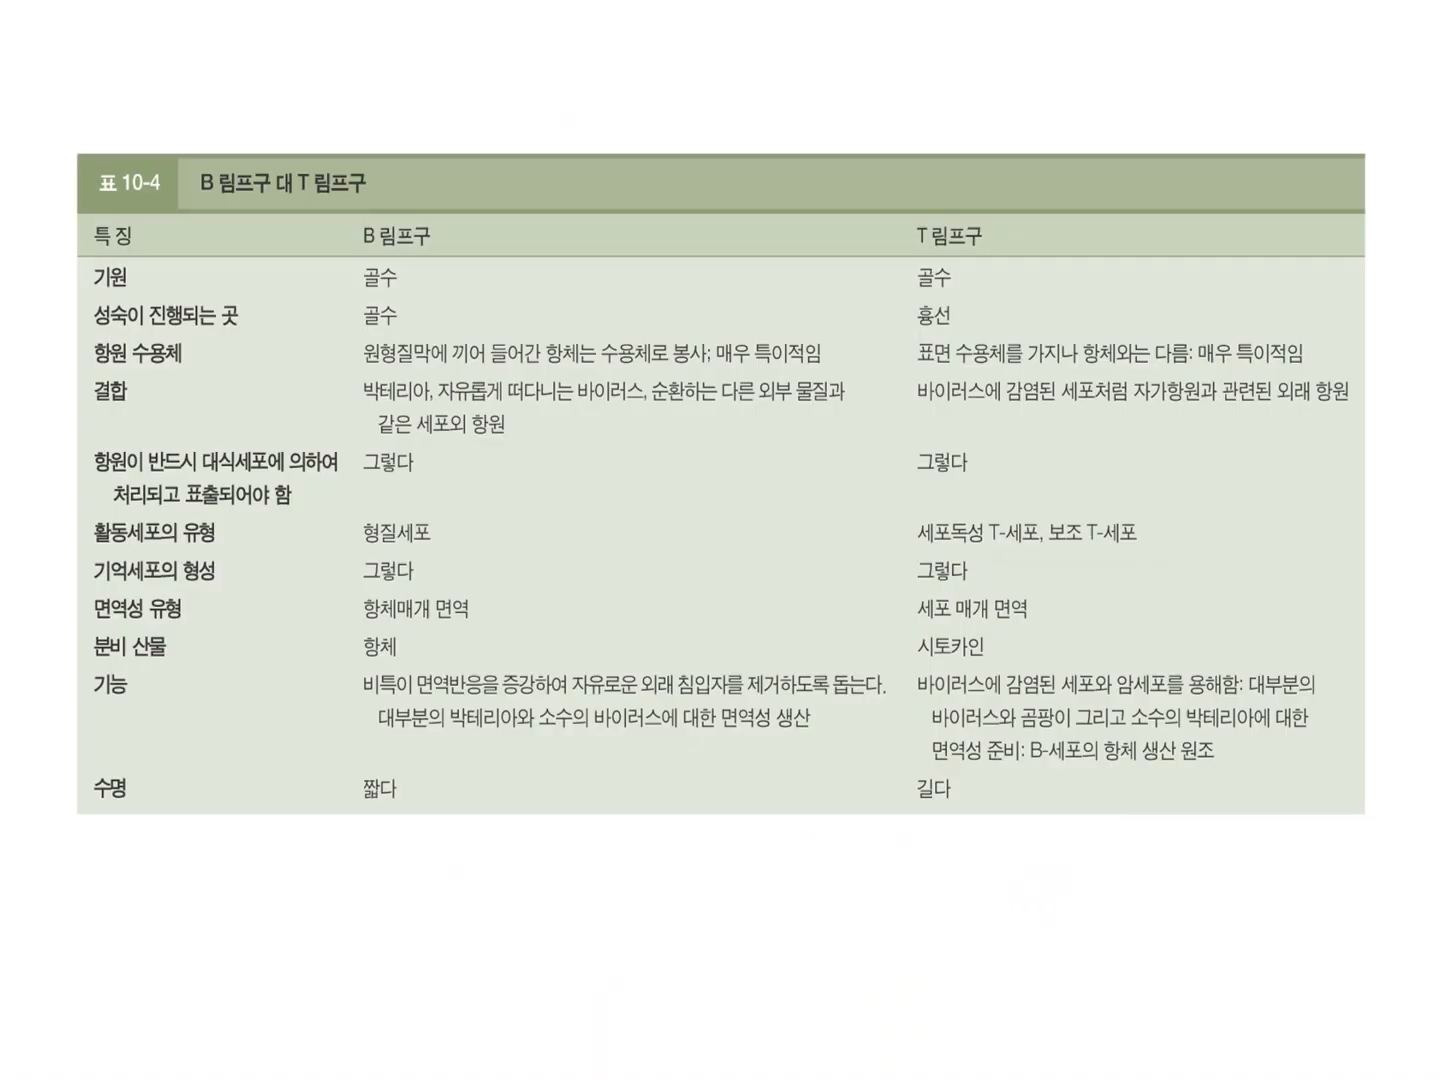 표 10-4 B 림프구 대 T 림프구
특 징 B 림프구 T 림프구
기원 골수 골수
성숙이 진행되는 곳 골수 흉선
항원 수용체 원형질막에 끼어 들어간 항체는 수용체로 봉사; 매우 특이적임 표면 수용체를 가지나 항체와는 다름: 매우 특이적임
결합 박테리아, 자유롭게 떠다니는 바이러스, 순환하는 다른 외부 물질과 바이러스에 감염된 세포처럼 자가항원과 관련된 외래 항원
같은 세포외 항원
항원이 반드시 대식세포에 의하여 그렇다 그렇다
처리되고 표출되어야 함
활동세포의 유형 형질세포 세포독성 T-세포, 보조 T-세포
기억세포의 형성 그렇다 그렇다
면역성 유형 항체매개 면역 세포 매개 면역
분비 산물 항체 시토카인
기능 비특이 면역반응을 증강하여 자유로운 외래 침입자를 제거하도록 돕는다. 바이러스에 감염된 세포와 암세포를 용해함: 대부분의
대부분의 박테리아와 소수의 바이러스에 대한 면역성 생산 바이러스와 곰팡이 그리고 소수의 박테리아에 대한
면역성 준비: B-세포의 항체 생산 원조
수명 짧다 길다